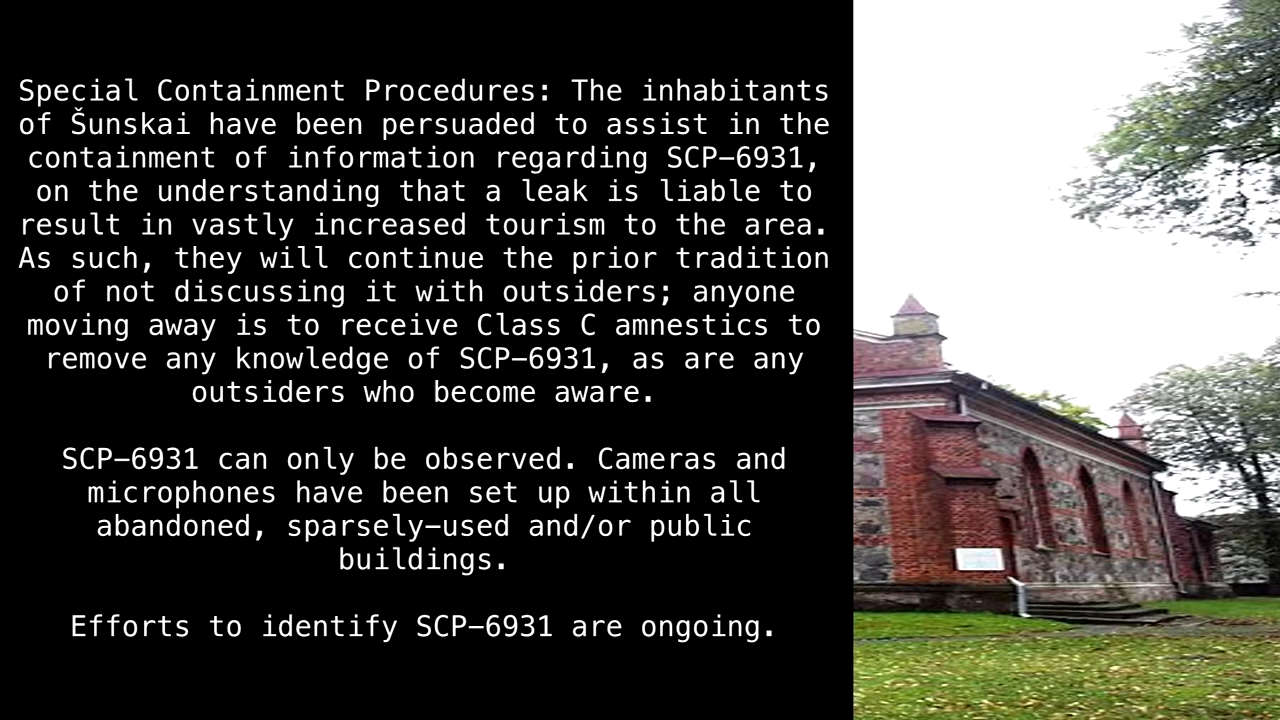 Special Containment Procedures: The inhabitants
of Šunskai have been persuaded to assist in the
containment of information regarding SCP-6931,
on the understanding that a leak is liable to
result in vastly increased tourism to the area.
As such, they will continue the prior tradition
of not discussing it with outsiders; anyone
moving away is to receive Class C amnestics to
remove any knowledge of SCP-6931, as are any
outsiders who become aware.
SCP-6931 can only be observed. Cameras and
microphones have been set up within all
abandoned, sparsely-used and/or public
buildings.
Efforts to identify SCP-6931 are ongoing.